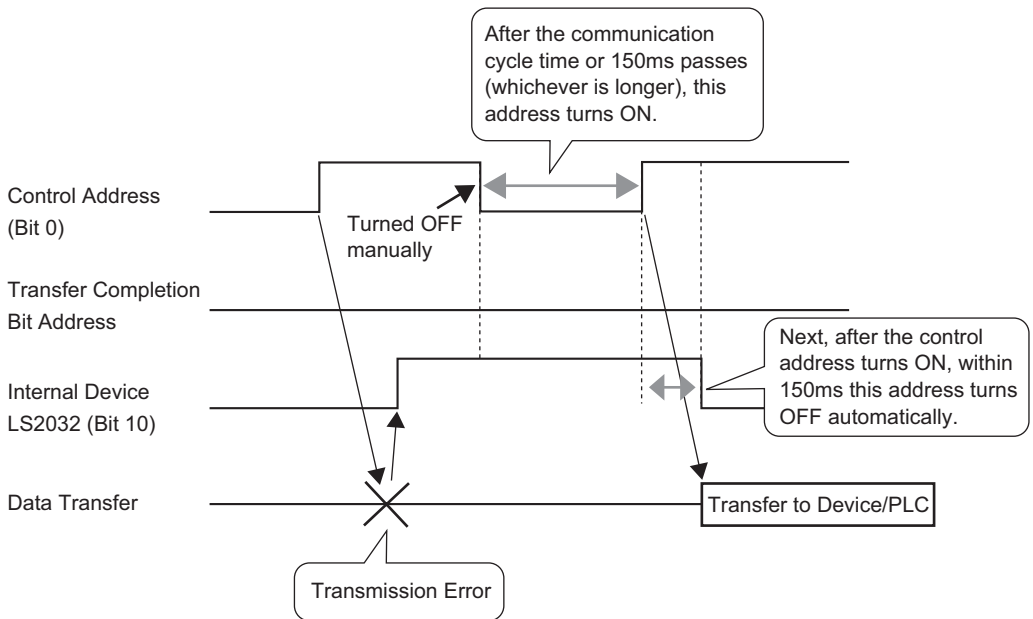 After the communication
cycle time or 150ms passes
(whichever is longer), this
address turns ON.
Control Address
(Bit 0)
Turned OFF
manually
Transfer Completion
Bit Address
Next, after the control
address turns ON, within
150ms this address turns
OFF automatically.
Internal Device
LS2032 (Bit 10)
Data Transfer
Transfer to Device/PLC
Transmission Error